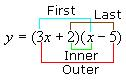 First
Last
y = (3x + 2)(x − 5)
Inner
Outer